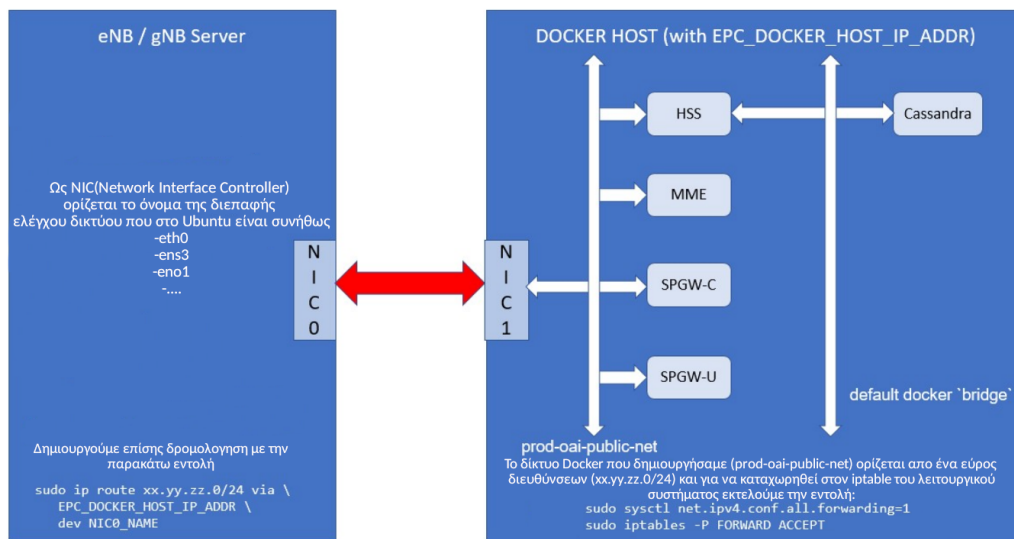 eNB / gNB Server
Ως NIC(Network Interface Controller)
ορίζεται το όνομα της διεπαφής
ελέγχου δικτύου που στο Ubuntu είναι συνήθως
-eth0
-ens3
-eno1
-....
N
I
C
0
Δημιουργούμε επίσης δρομολογηση με την
παρακάτω εντολή
sudo ip route xx.yy.zz.0/24 via \
EPC_DOCKER_HOST_IP_ADDR \
dev NIC0_NAME
DOCKER HOST (with EPC_DOCKER_HOST_IP_ADDR)
HSS
Cassandra
MME
N
I
C
1
SPGW-C
SPGW-U
default docker `bridge`
prod-oai-public-net
Το δίκτυο Docker που δημιουργήσαμε (prod-oai-public-net) ορίζεται απο ένα εύρος
διευθύνσεων (xx.yy.zz.0/24) και για να καταχωρηθεί στον iptable του λειτουργικού
συστήματος εκτελούμε την εντολή:
sudo sysctl net.ipv4.conf.all.forwarding=1
sudo iptables -P FORWARD ACCEPT